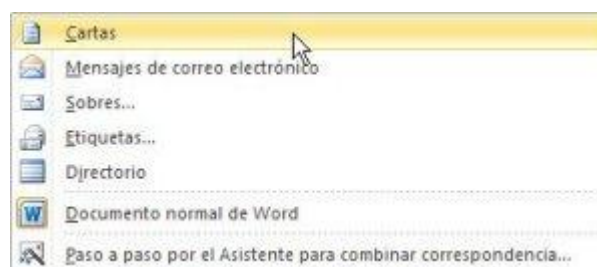 Cartas
Mensajes de correo electrónico
Sobres...
Etiquetas...
Directorio
Documento normal de Word
Paso a paso por el Asistente para combinar correspondencia...